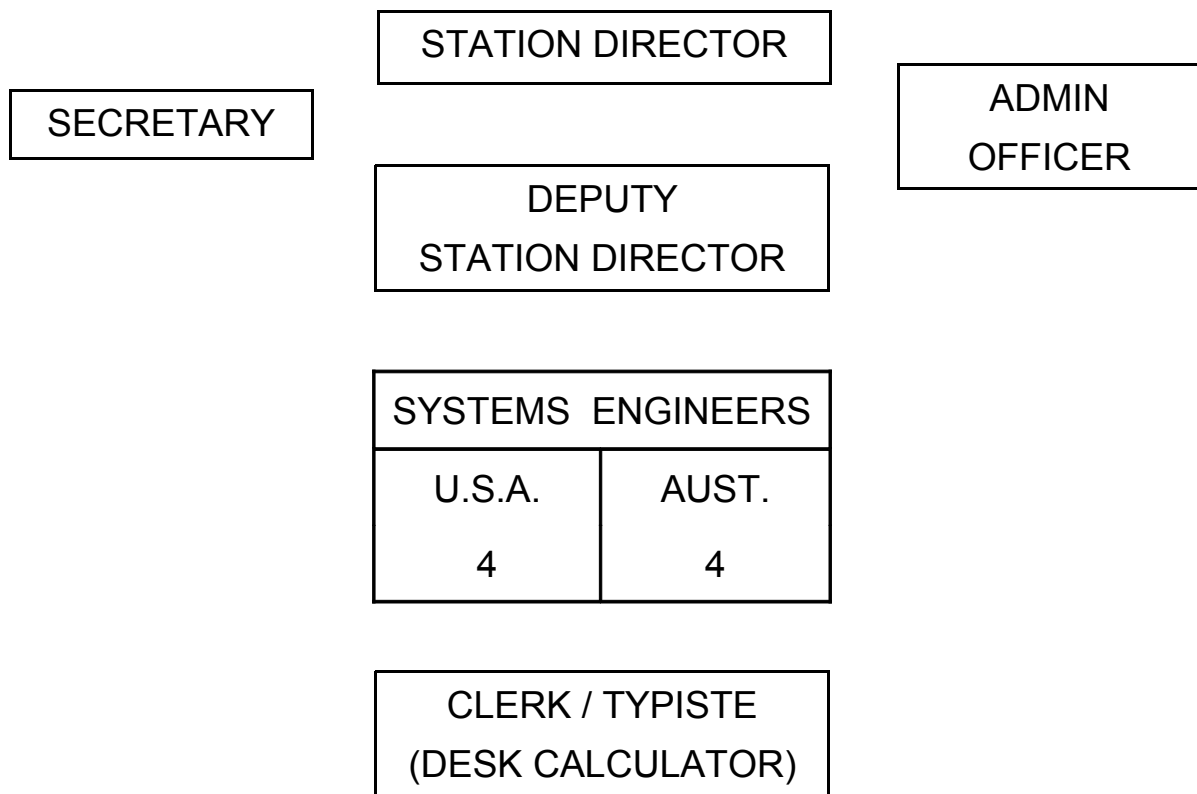 STATION DIRECTOR
SECRETARY
ADMIN
OFFICER
DEPUTY
STATION DIRECTOR
SYSTEMS ENGINEERS
U.S.A. AUST.
4 4
CLERK / TYPISTE
(DESK CALCULATOR)